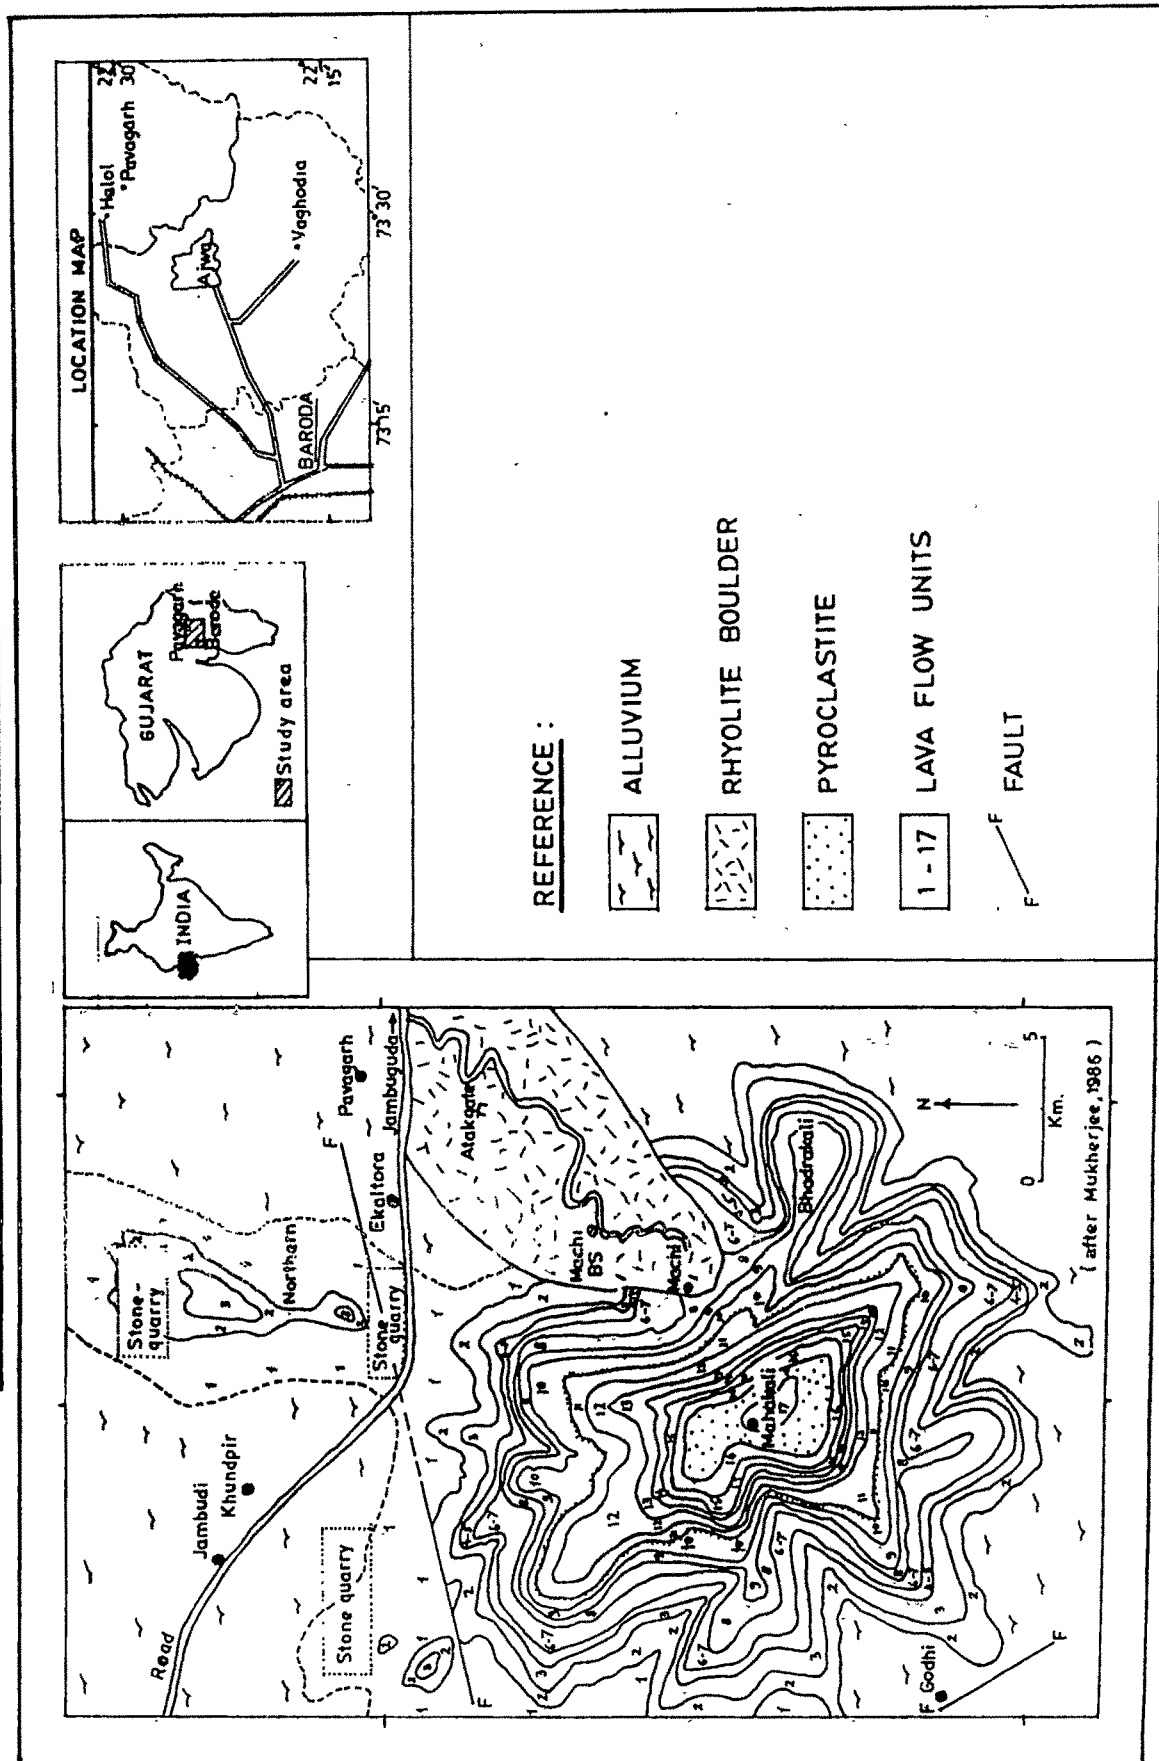 LOCATION MAP
22° 30'
22° 15'
Halol
Pavagarh
Ajwa
Vaghodia
BARODA
73° 15'
73° 30'
INDIA
GUJARAT
Pavagarh
Baroda
Study area
REFERENCE :
ALLUVIUM
RHYOLITE BOULDER
PYROCLASTITE
1 - 17
LAVA FLOW UNITS
F
F
FAULT
Road
Jambudi
Khundpir
Stone-
quarry
Northern
Pavagarh
F
Ekaltora
Jambuguda→
Stone
quarry
Stone quarry
Atakgate
Machi
BS
Machi
Bhadrakali
Mahakali
17
F
F
Godhi
F
N
0
5
Km.
( after Mukherjee, 1986 )